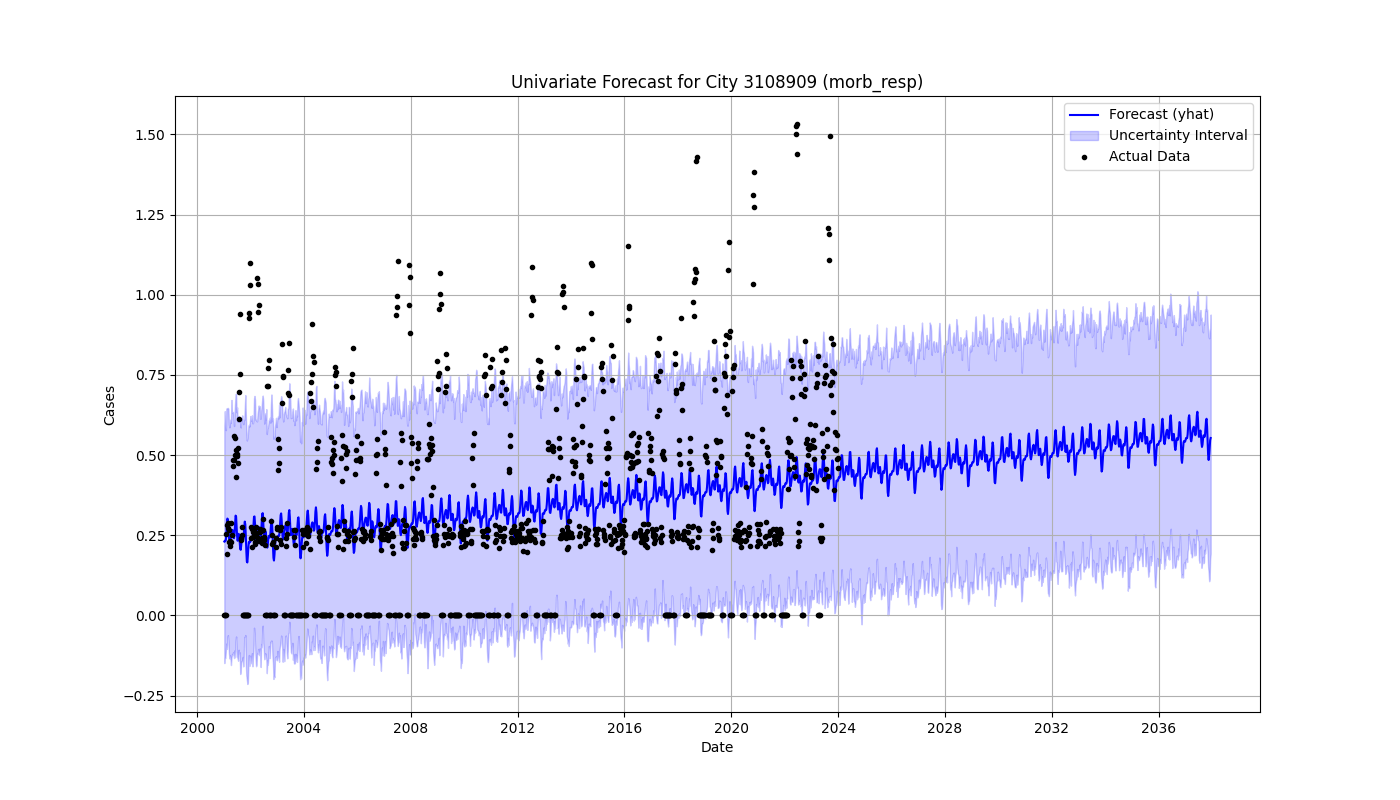 Univariate Forecast for City 3108909 (morb_resp)
Forecast (yhat)
Uncertainty Interval
Actual Data
1.50
1.25
1.00
0.75
0.50
0.25
0.00
−0.25
Cases
2000 2004 2008 2012 2016 2020 2024 2028 2032 2036
Date